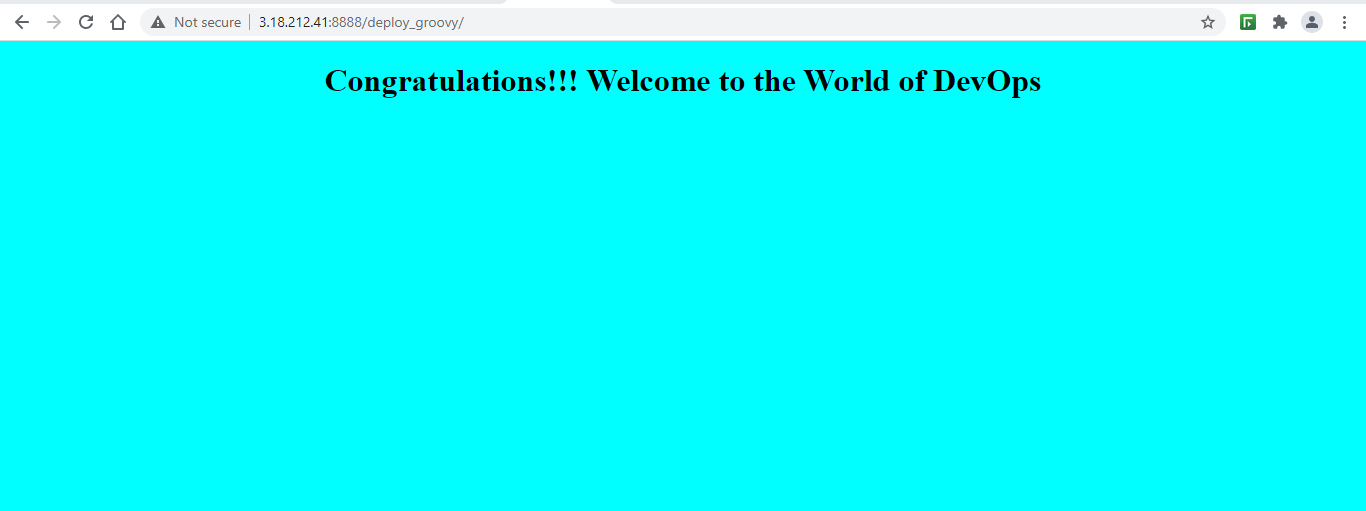 Not secure 3.18.212.41:8888/deploy_groovy/
Congratulations!!! Welcome to the World of DevOps